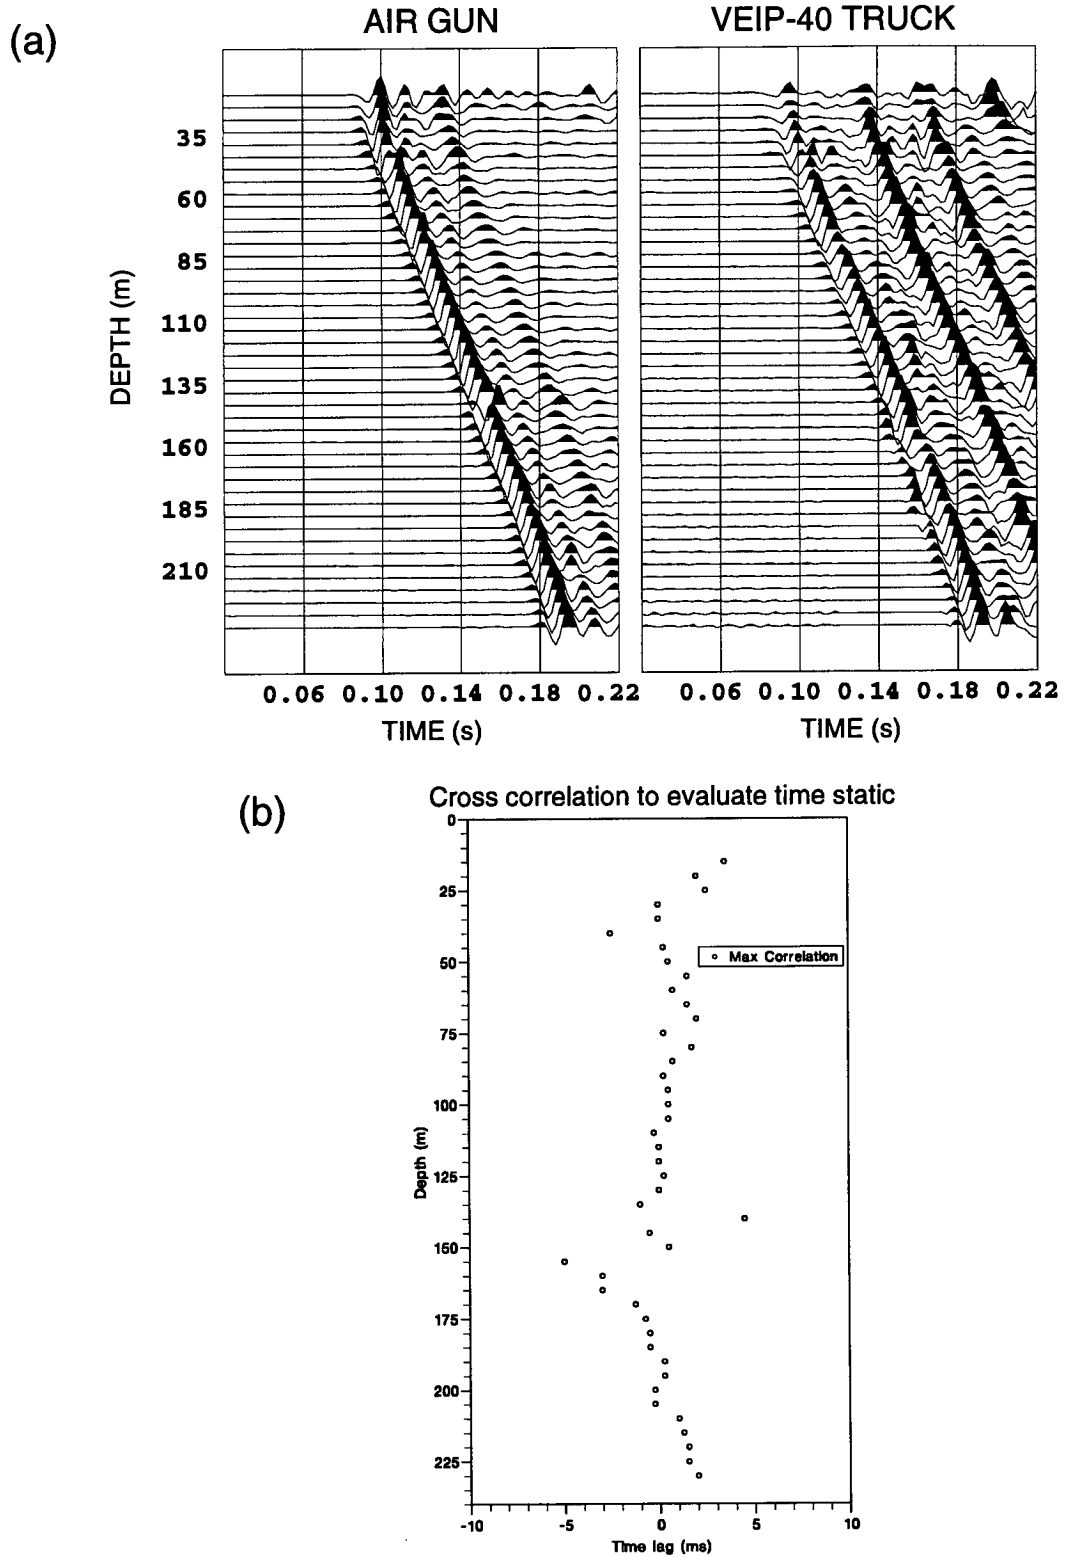 (a)
AIR GUN
VEIP-40 TRUCK
DEPTH (m)
35
60
85
110
135
160
185
210
0.06 0.10 0.14 0.18 0.22
0.06 0.10 0.14 0.18 0.22
TIME (s)
TIME (s)
(b)
Cross correlation to evaluate time static
Max Correlation
Depth (m)
0
25
50
75
100
125
150
175
200
225
-10 -5 0 5 10
Time lag (ms)